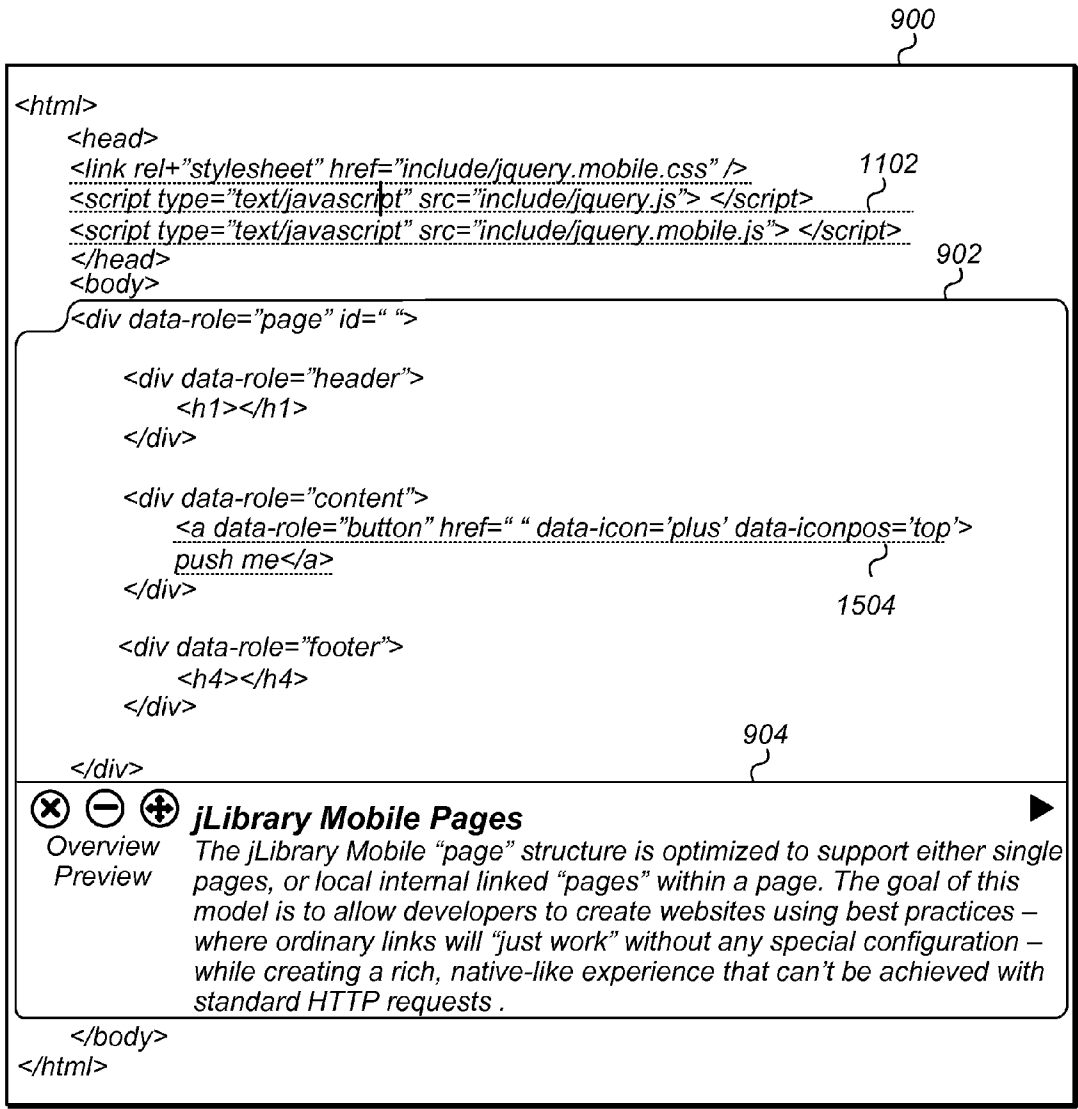 900
<html>
<head>
<link rel+”stylesheet” href=”include/jquery.mobile.css” />
1102
<script type=”text/javascript” src=”include/jquery.js”> </script>
<script type=”text/javascript” src=”include/jquery.mobile.js”> </script>
</head>
902
<body>
<div data-role=”page” id=“ “>
<div data-role=”header”>
<h1></h1>
</div>
<div data-role=”content”>
<a data-role=”button” href=“ “ data-icon=’plus’ data-iconpos=’top’>
push me</a>
</div>
1504
<div data-role=”footer”>
<h4></h4>
</div>
904
</div>
jLibrary Mobile Pages
Overview
Preview
The jLibrary Mobile “page” structure is optimized to support either single
pages, or local internal linked “pages” within a page. The goal of this
model is to allow developers to create websites using best practices –
where ordinary links will “just work” without any special configuration –
while creating a rich, native-like experience that can’t be achieved with
standard HTTP requests .
</body>
</html>